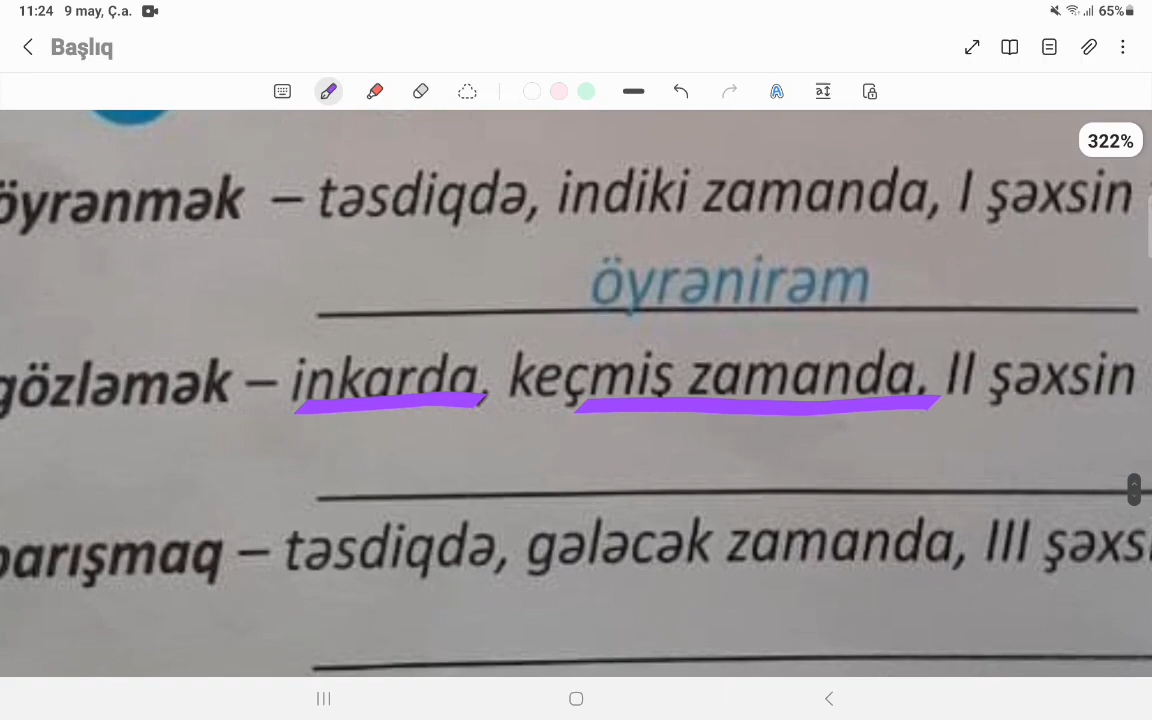 11:24 9 may, Ç.a. 65%
Başlıq
322%
öyrənmək – təsdiqdə, indiki zamanda, I şəxsin
öyrənirəm
gözləmək – inkarda, keçmiş zamanda, II şəxsin
barışmaq – təsdiqdə, gələcək zamanda, III şəxsi